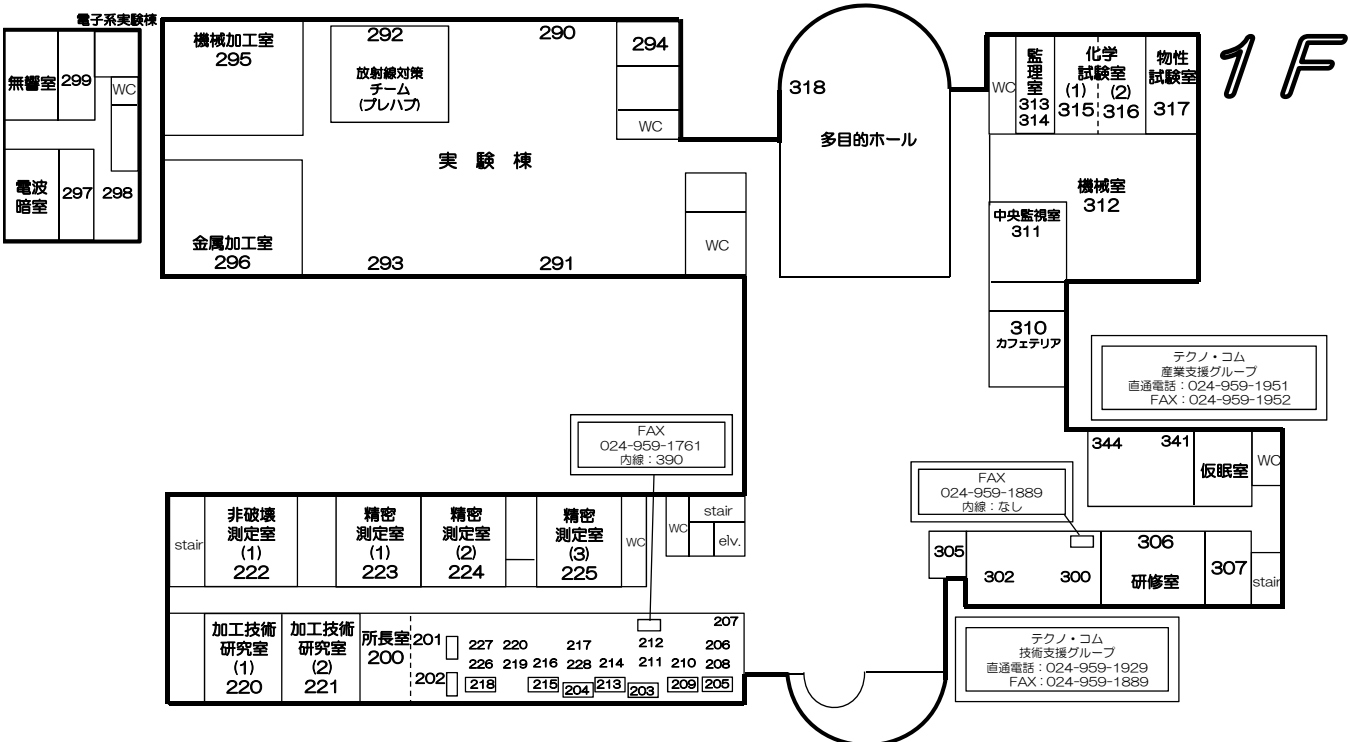 電子系実験棟
1F
無響室
299
WC
電波
暗室
297
298
機械加工室
295
292
放射線対策
チーム
(プレハブ)
290
294
WC
実験棟
金属加工室
296
293
291
WC
318
多目的ホール
WC
監理室
313
314
化学
試験室
(1)
(2)
315
316
物性
試験室
317
機械室
312
中央監視室
311
310
カフェテリア
テクノ・コム
産業支援グループ
直通電話:024-959-1951
FAX:024-959-1952
FAX
024-959-1761
内線:390
FAX
024-959-1889
内線:なし
344
341
仮眠室
WC
stair
非破壊
測定室
(1)
222
精密
測定室
(1)
223
精密
測定室
(2)
224
精密
測定室
(3)
225
WC
WC
stair
elv.
305
302
300
306
研修室
307
stair
加工技術
研究室
(1)
220
加工技術
研究室
(2)
221
所長室
200
201
202
207
227 220 217 212 206
226 219 216 228 214 211 210 208
218 215 204 213 203 209 205
テクノ・コム
技術支援グループ
直通電話:024-959-1929
FAX:024-959-1889